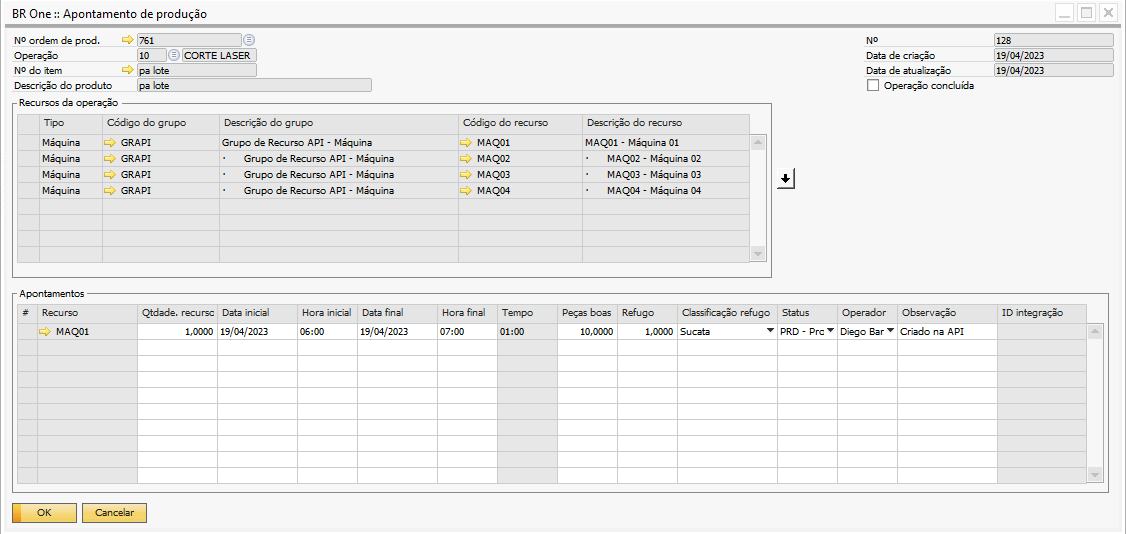 BR One :: Apontamento de produção
Nº ordem de prod. 761
Operação 10 CORTE LASER
Nº do item pa lote
Descrição do produto pa lote
Nº 128
Data de criação 19/04/2023
Data de atualização 19/04/2023
Operação concluída
Recursos da operação
Tipo Código do grupo Descrição do grupo Código do recurso Descrição do recurso
Máquina GRAPI Grupo de Recurso API - Máquina MAQ01 MAQ01 - Máquina 01
Máquina GRAPI · Grupo de Recurso API - Máquina MAQ02 · MAQ02 - Máquina 02
Máquina GRAPI · Grupo de Recurso API - Máquina MAQ03 · MAQ03 - Máquina 03
Máquina GRAPI · Grupo de Recurso API - Máquina MAQ04 · MAQ04 - Máquina 04
Apontamentos
# Recurso Qtdade. recurso Data inicial Hora inicial Data final Hora final Tempo Peças boas Refugo Classificação refugo Status Operador Observação ID integração
MAQ01 1,0000 19/04/2023 06:00 19/04/2023 07:00 01:00 10,0000 1,0000 Sucata PRD - Prc Diego Bar Criado na API
OK Cancelar